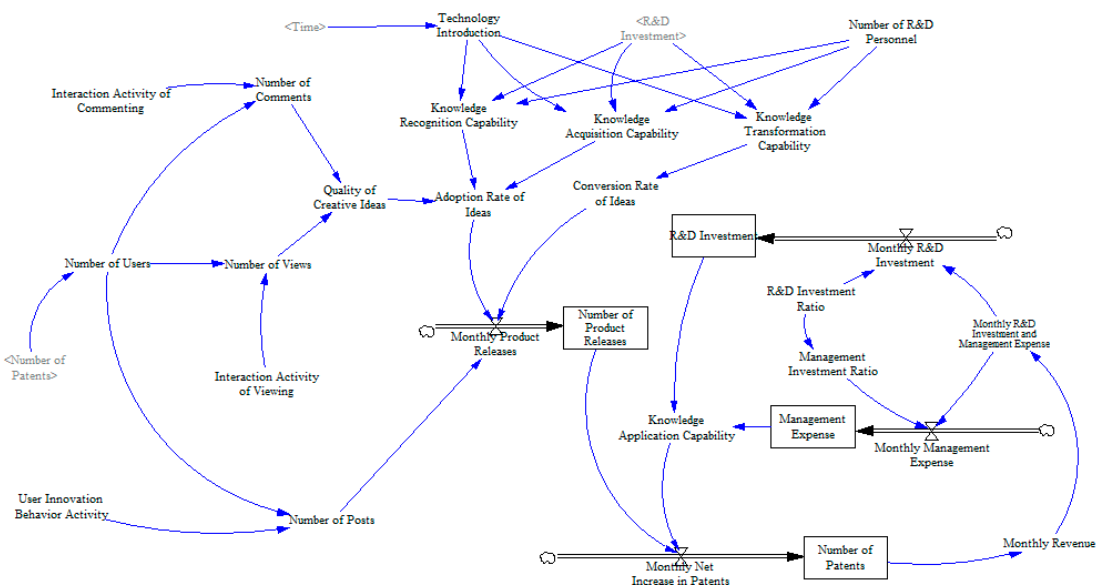 <Time>
Technology
Introduction
<R&D
Investment>
Number of R&D
Personnel
Number of
Comments
Interaction Activity of
Commenting
Knowledge
Recognition Capability
Knowledge
Acquisition Capability
Knowledge
Transformation
Capability
Quality of
Creative Ideas
Adoption Rate of
Ideas
Conversion Rate
of Ideas
R&D Investment
Monthly R&D
Investment
Number of Users
Number of Views
R&D Investment
Ratio
Number of
Product
Releases
Monthly Product
Releases
Monthly R&D
Investment and
Management Expense
<Number of
Patents>
Interaction Activity
of Viewing
Management
Investment Ratio
Knowledge
Application Capability
Management
Expense
Monthly Management
Expense
User Innovation
Behavior Activity
Number of Posts
Monthly Revenue
Number of
Patents
Monthly Net
Increase in Patents